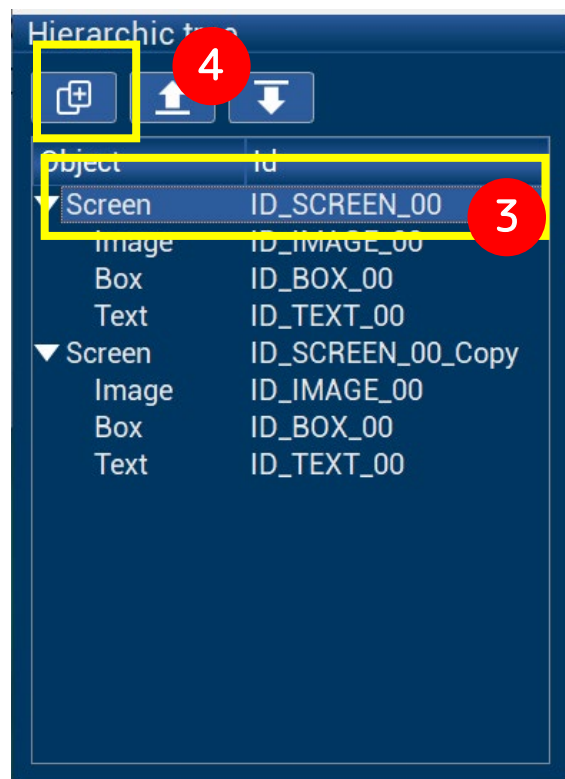 Hierarchic tree
4
Object Id
Screen ID_SCREEN_00
3
Image ID_IMAGE_00
Box ID_BOX_00
Text ID_TEXT_00
Screen ID_SCREEN_00_Copy
Image ID_IMAGE_00
Box ID_BOX_00
Text ID_TEXT_00